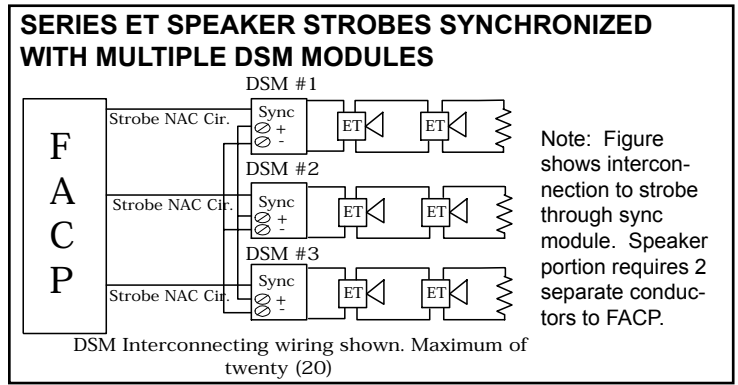 SERIES ET SPEAKER STROBES SYNCHRONIZED
WITH MULTIPLE DSM MODULES
DSM #1
FACP
Strobe NAC Cir.
Sync
+
-
ET
ET
DSM #2
Strobe NAC Cir.
Sync
+
-
ET
ET
DSM #3
Strobe NAC Cir.
Sync
+
-
ET
ET
Note: Figure
shows intercon-
nection to strobe
through sync
module. Speaker
portion requires 2
separate conduc-
tors to FACP.
DSM Interconnecting wiring shown. Maximum of
twenty (20)